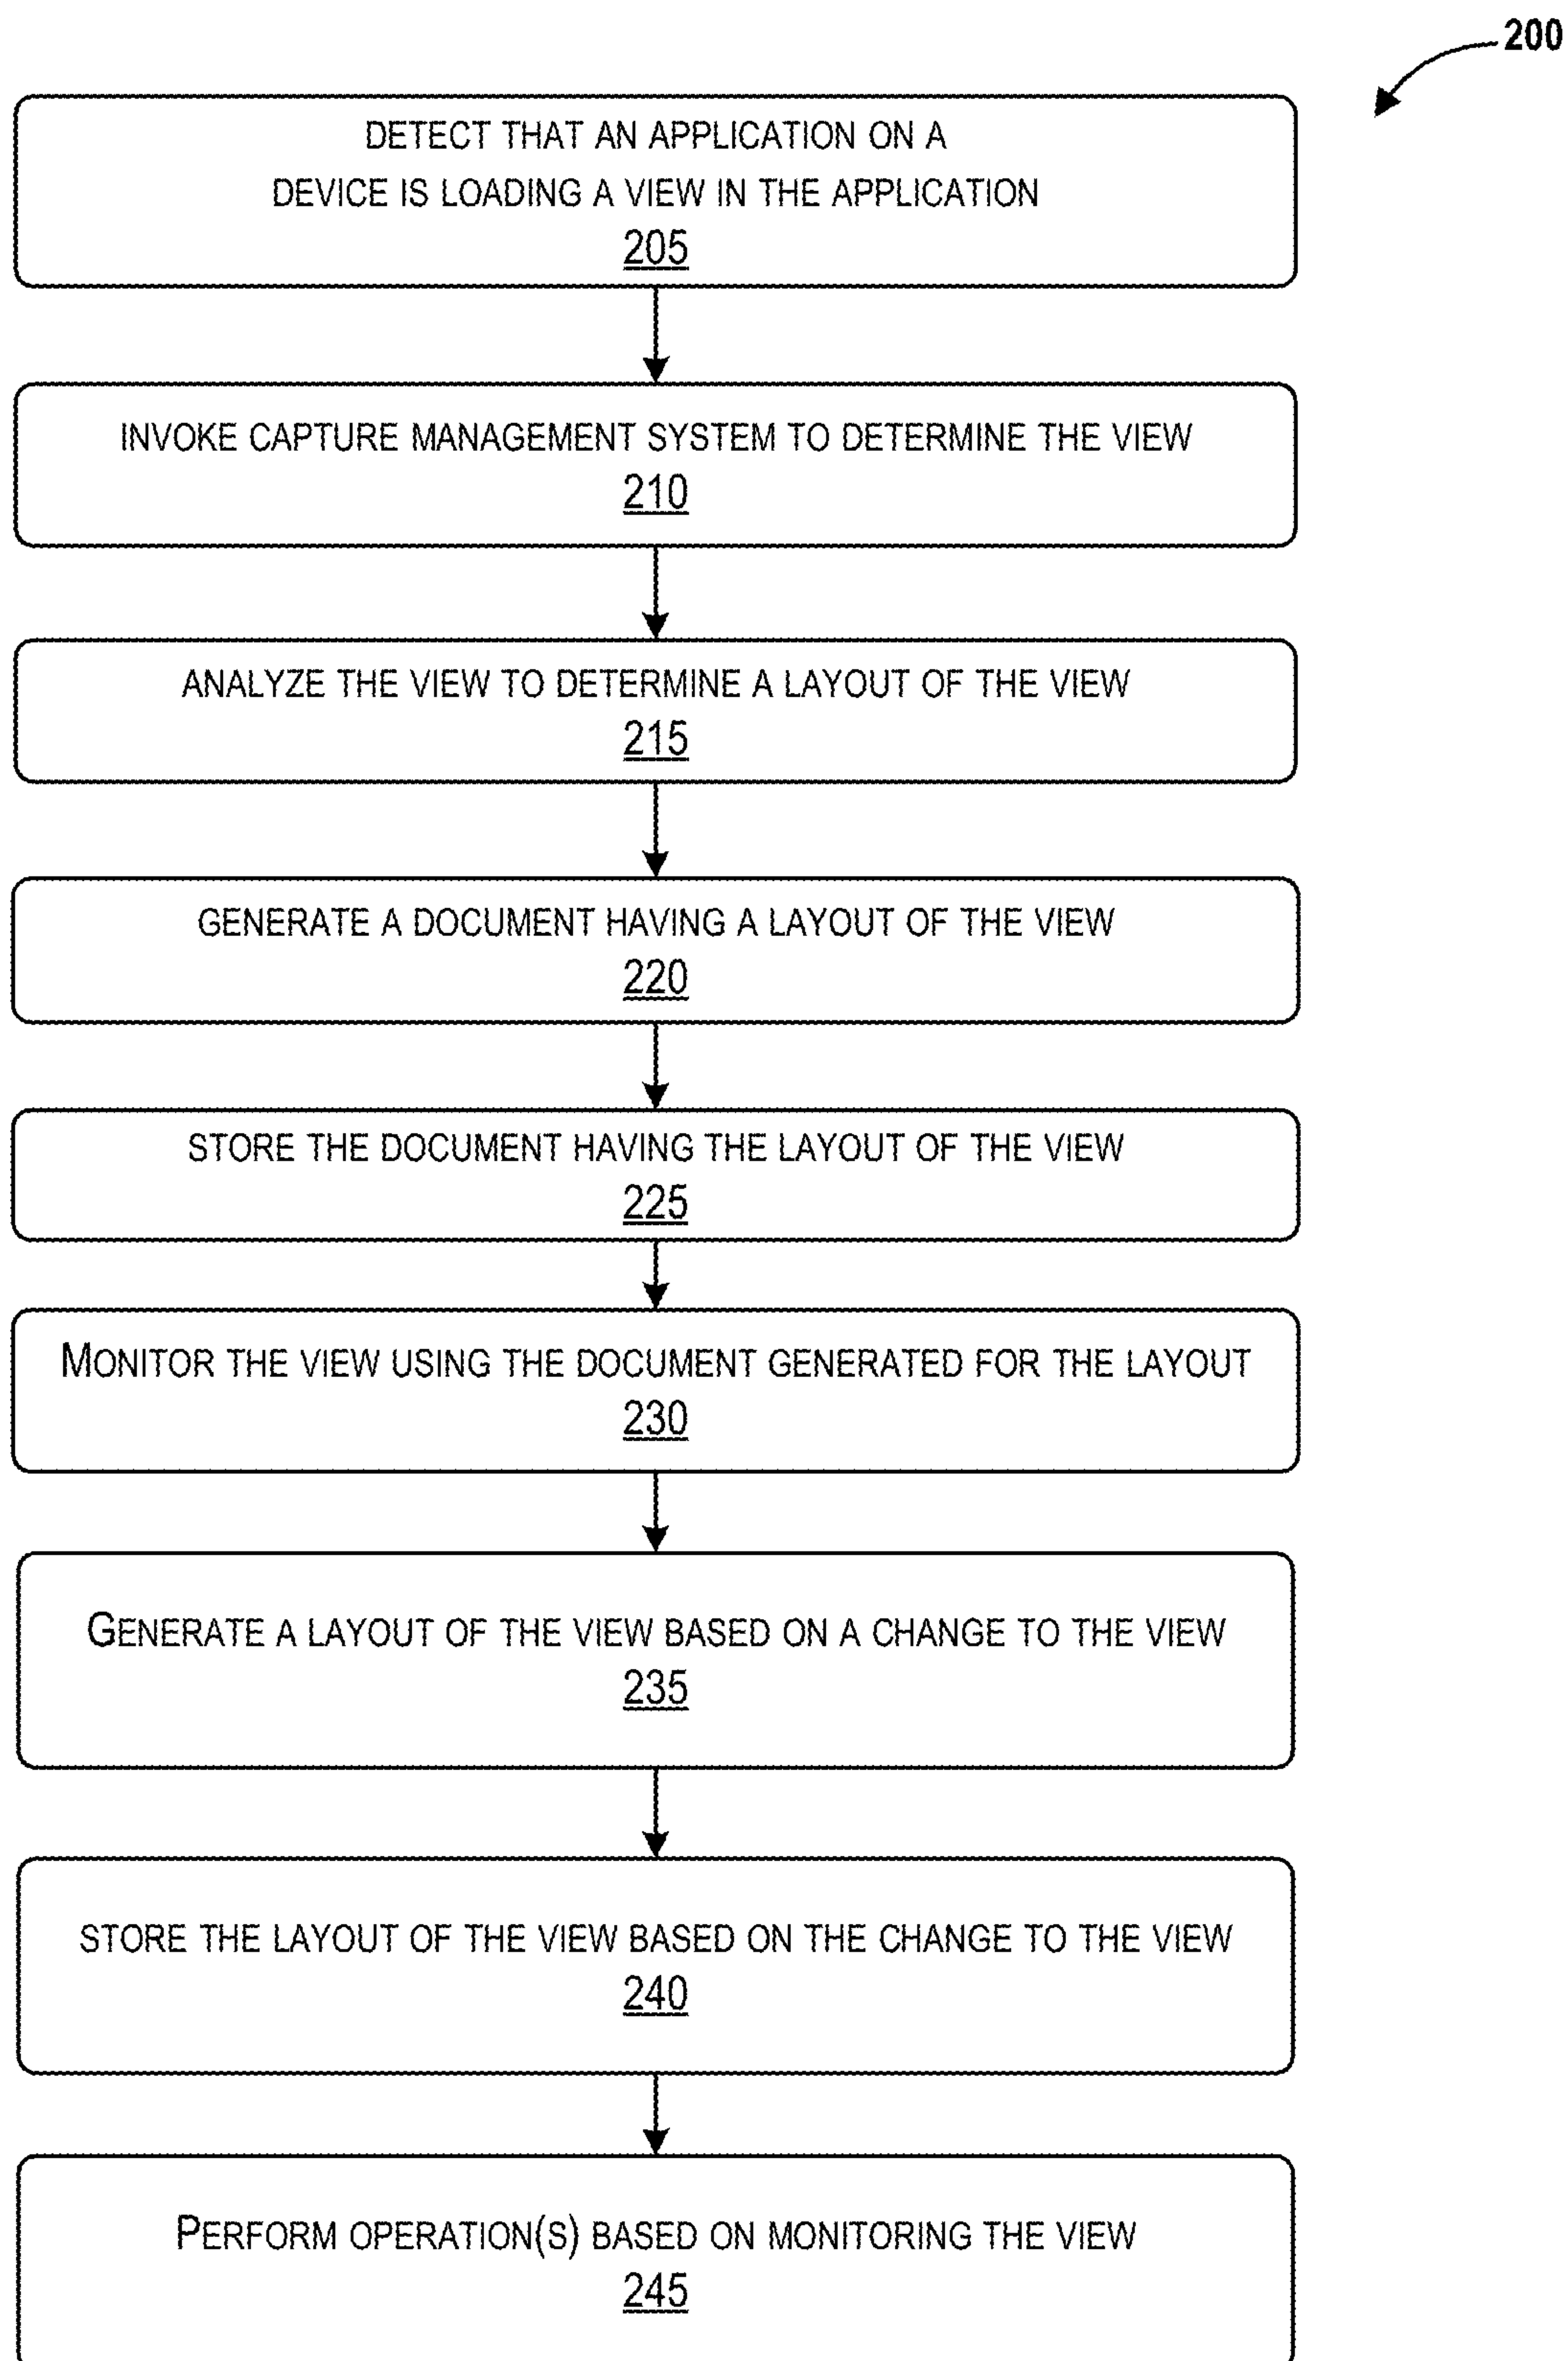 200
DETECT THAT AN APPLICATION ON A
DEVICE IS LOADING A VIEW IN THE APPLICATION
205
INVOKE CAPTURE MANAGEMENT SYSTEM TO DETERMINE THE VIEW
210
ANALYZE THE VIEW TO DETERMINE A LAYOUT OF THE VIEW
215
GENERATE A DOCUMENT HAVING A LAYOUT OF THE VIEW
220
STORE THE DOCUMENT HAVING THE LAYOUT OF THE VIEW
225
MONITOR THE VIEW USING THE DOCUMENT GENERATED FOR THE LAYOUT
230
GENERATE A LAYOUT OF THE VIEW BASED ON A CHANGE TO THE VIEW
235
STORE THE LAYOUT OF THE VIEW BASED ON THE CHANGE TO THE VIEW
240
PERFORM OPERATION(S) BASED ON MONITORING THE VIEW
245